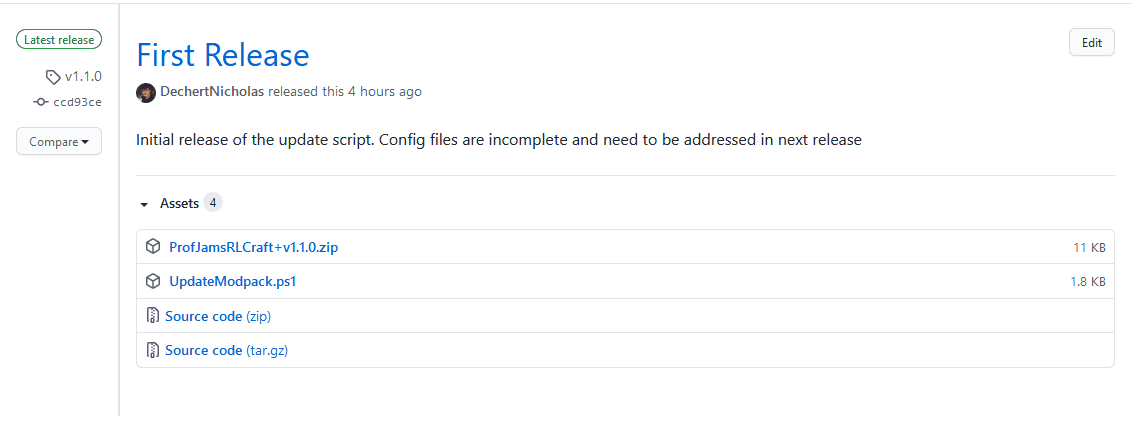 Latest release
v1.1.0
ccd93ce
Compare
First Release
Edit
DechertNicholas released this 4 hours ago
Initial release of the update script. Config files are incomplete and need to be addressed in next release
Assets 4
ProfJamsRLCraft+v1.1.0.zip 11 KB
UpdateModpack.ps1 1.8 KB
Source code (zip)
Source code (tar.gz)